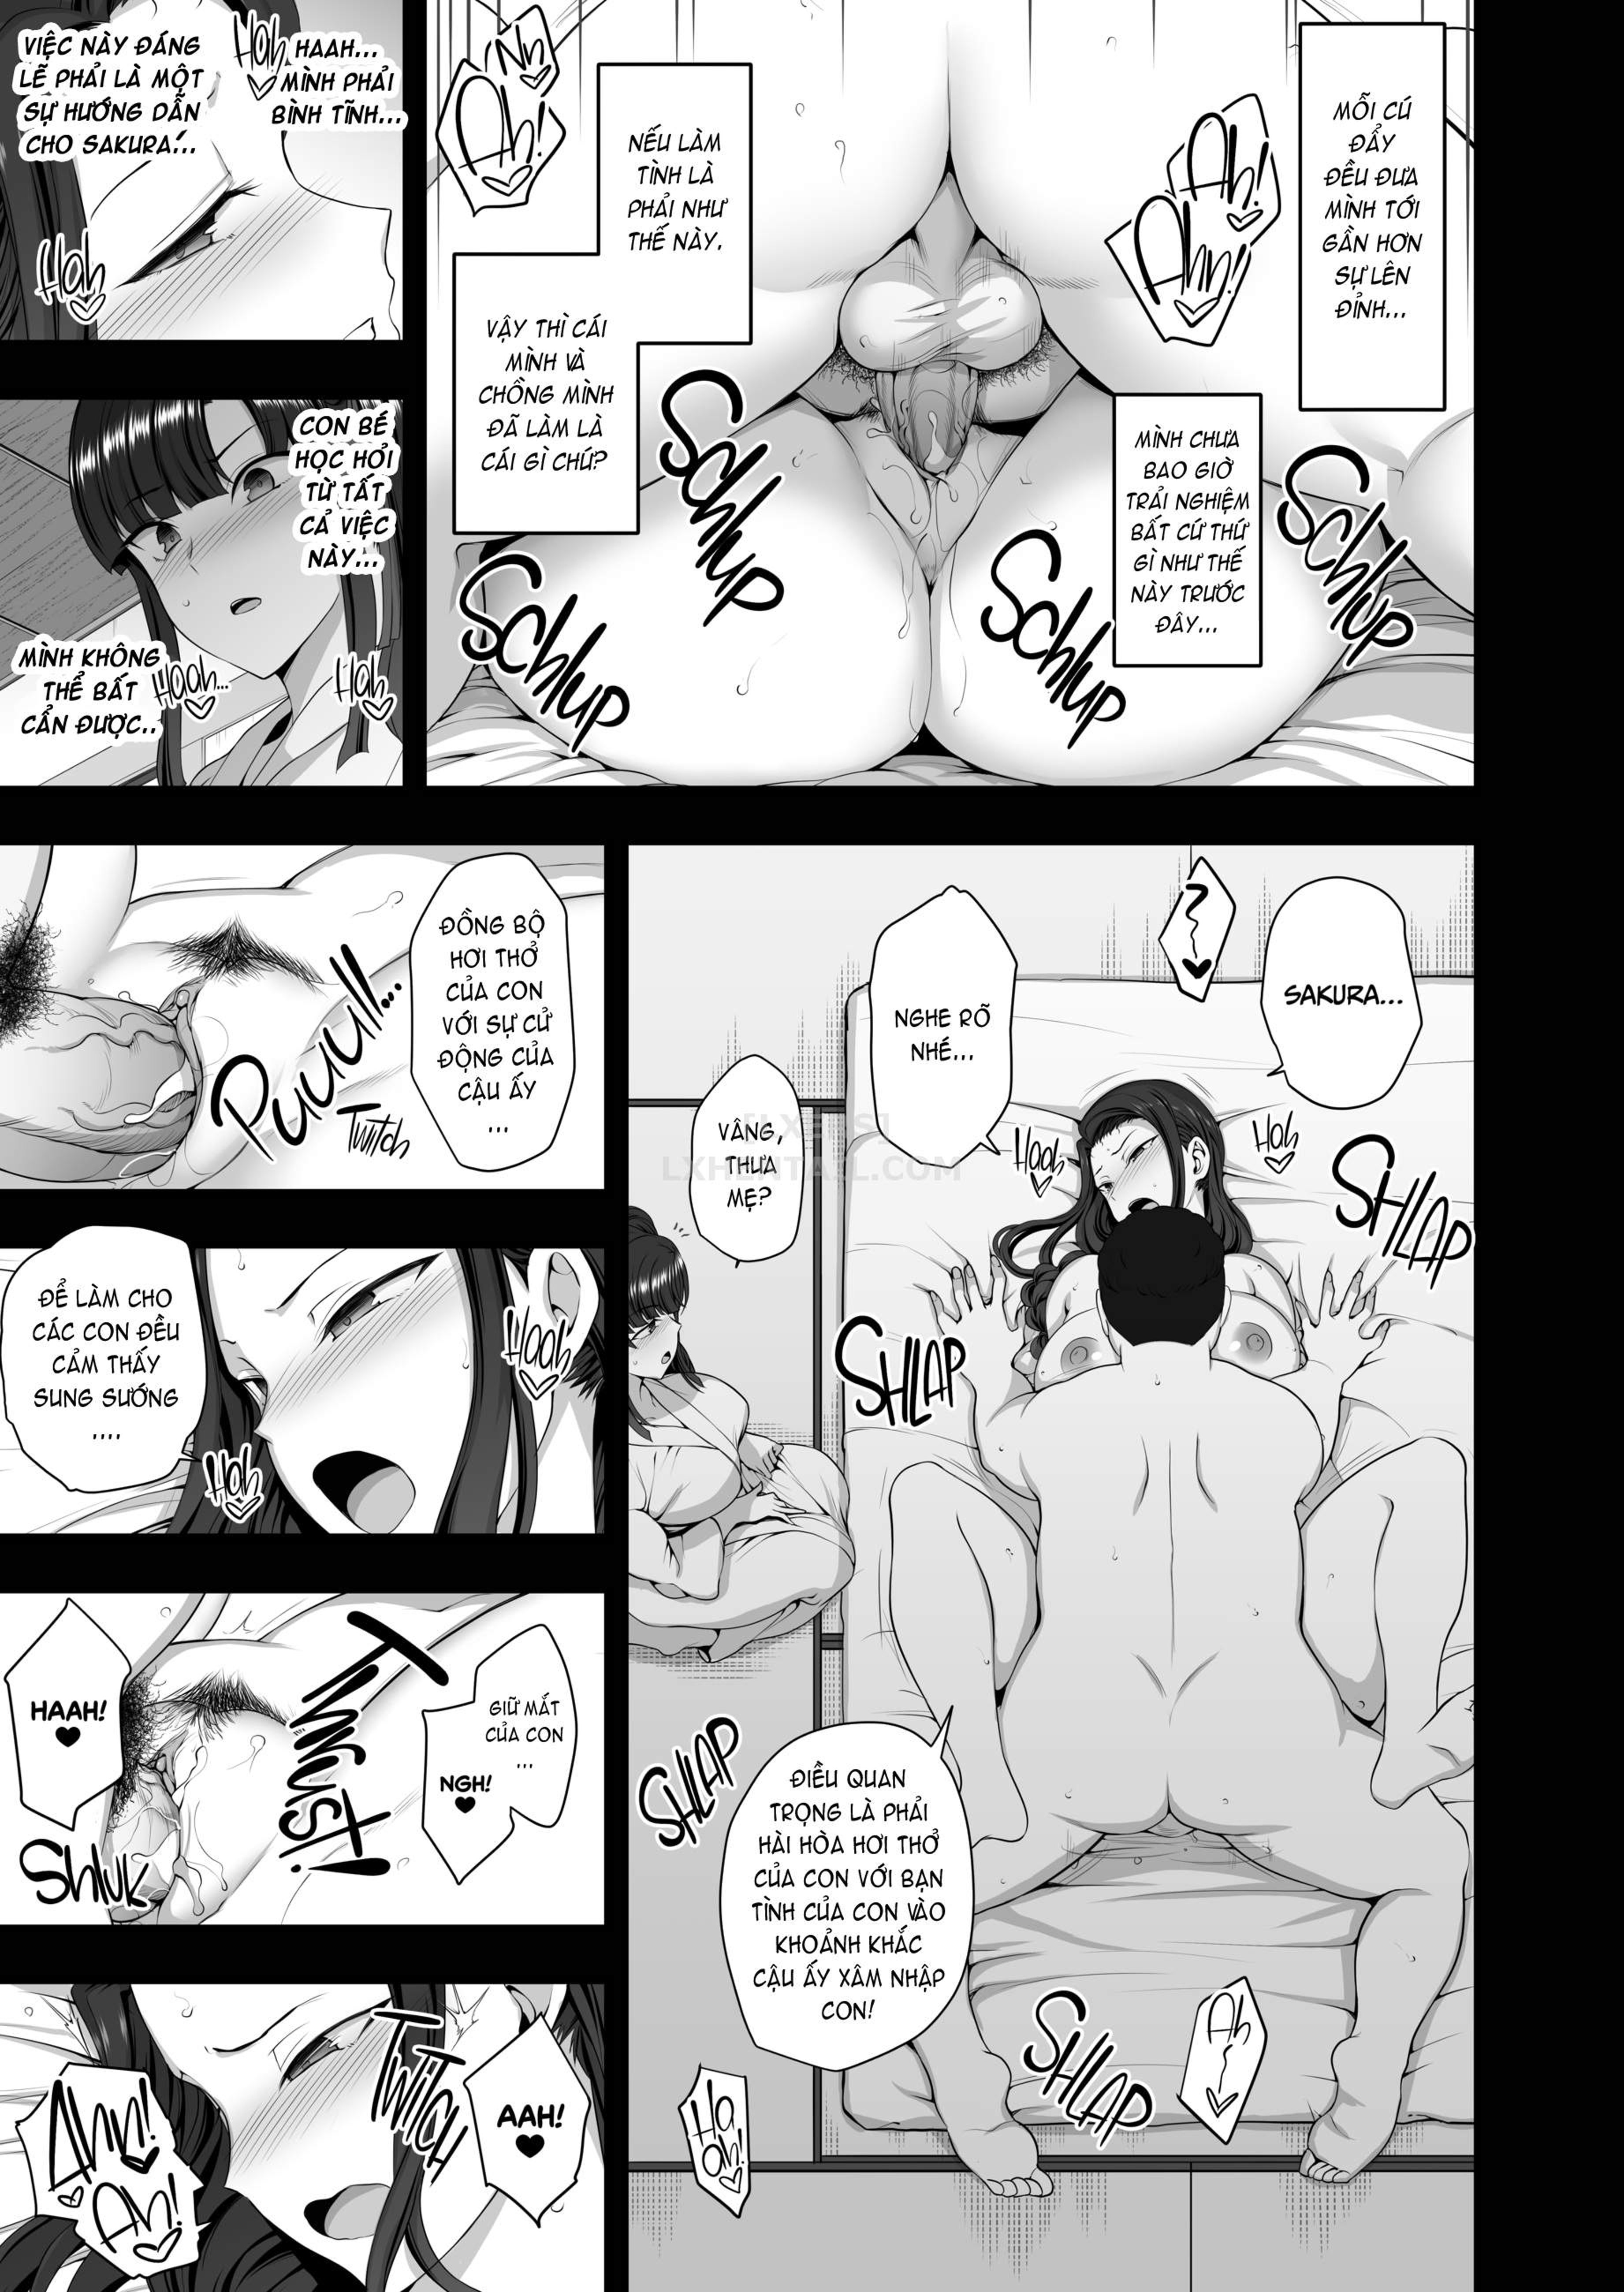 MỖI CÚ
ĐẨY
ĐỀU ĐƯA
MÌNH TỚI
GẦN HƠN
SỰ LÊN
ĐỈNH...
Ah!
Ahn!
MÌNH CHƯA
BAO GIỜ
TRẢI NGHIỆM
BẤT CỨ THỨ
GÌ NHƯ THẾ
NÀY TRƯỚC
ĐÂY...
Schlup
Schlup
NẾU LÀM
TÌNH LÀ
PHẢI NHƯ
THẾ NÀY,
VẬY THÌ CÁI
MÌNH VÀ
CHỒNG MÌNH
ĐÃ LÀM LÀ
CÁI GÌ CHỨ?
Nn
Ah!
Schlup
Schlup
Hah
HAAH...
MÌNH PHẢI
BÌNH TĨNH...
VIỆC NÀY ĐÁNG
LẼ PHẢI LÀ MỘT
SỰ HƯỚNG DẪN
CHO SAKURA...
Hah
CON BÉ
HỌC HỎI
TỪ TẤT
CẢ VIỆC
NÀY...
Hah
Haah...
MÌNH KHÔNG
THỂ BẤT
CẨN ĐƯỢC..
SAKURA...
?
NGHE RÕ
NHÉ...
Hah
Haah
VÂNG,
THƯA
MẸ?
[LXERS]
LXHENTAI.COM
SHLAP
SHLAP
ĐIỀU QUAN
TRỌNG LÀ PHẢI
HÀI HÒA HƠI THỞ
CỦA CON VỚI BẠN
TÌNH CỦA CON VÀO
KHOẢNH KHẮC
CẬU ẤY XÂM NHẬP
CON!
SHLAP
SHLAP
Ah
Ha
ah!
ĐỒNG BỘ
HƠI THỞ
CỦA CON
VỚI SỰ CỬ
ĐỘNG CỦA
CẬU ẤY
...
Puuull...
Twitch
ĐỂ LÀM CHO
CÁC CON ĐỀU
CẢM THẤY
SUNG SƯỚNG
....
Haah
Hah
GIỮ MẮT
CỦA CON
...
NGH!
Thrust!
HAAH!
Shluk
AAH!
TWITCH
Ahn!
Ah!